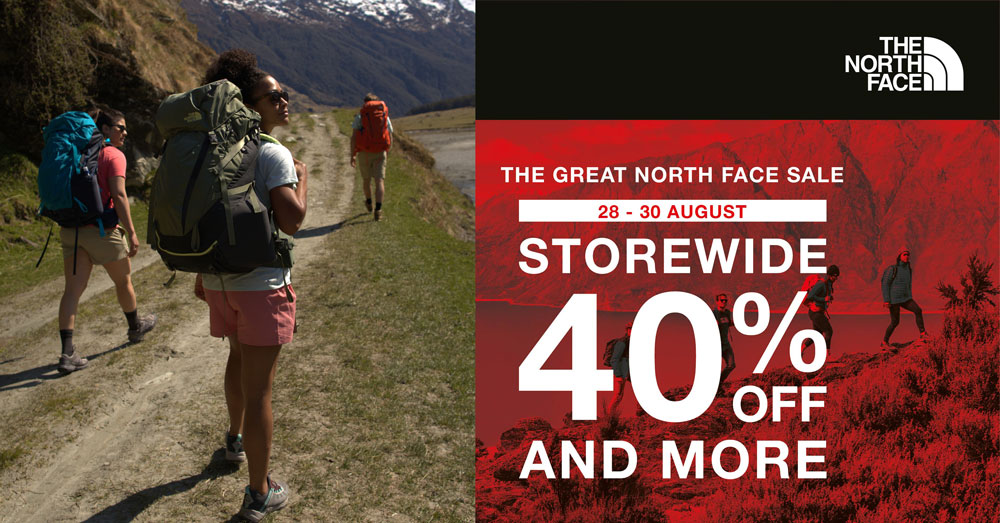 THE
NORTH
FACE
THE GREAT NORTH FACE SALE
28 - 30 AUGUST
STOREWIDE
40%
OFF
AND MORE